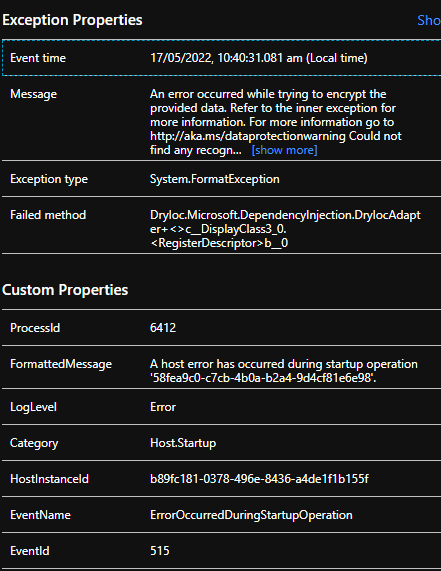 Exception Properties Sho
Event time 17/05/2022, 10:40:31.081 am (Local time)
Message An error occurred while trying to encrypt the
provided data. Refer to the inner exception for
more information. For more information go to
http://aka.ms/dataprotectionwarning Could not
find any recogn... [show more]
Exception type System.FormatException
Failed method DryIoc.Microsoft.DependencyInjection.DryIocAdapt
er+<>c__DisplayClass3_0.
<RegisterDescriptor>b__0
Custom Properties
ProcessId 6412
FormattedMessage A host error has occurred during startup operation
'58fea9c0-c7cb-4b0a-b2a4-9d4cf81e6e98'.
LogLevel Error
Category Host.Startup
HostInstanceId b89fc181-0378-496e-8436-a4de1f1b155f
EventName ErrorOccurredDuringStartupOperation
EventId 515